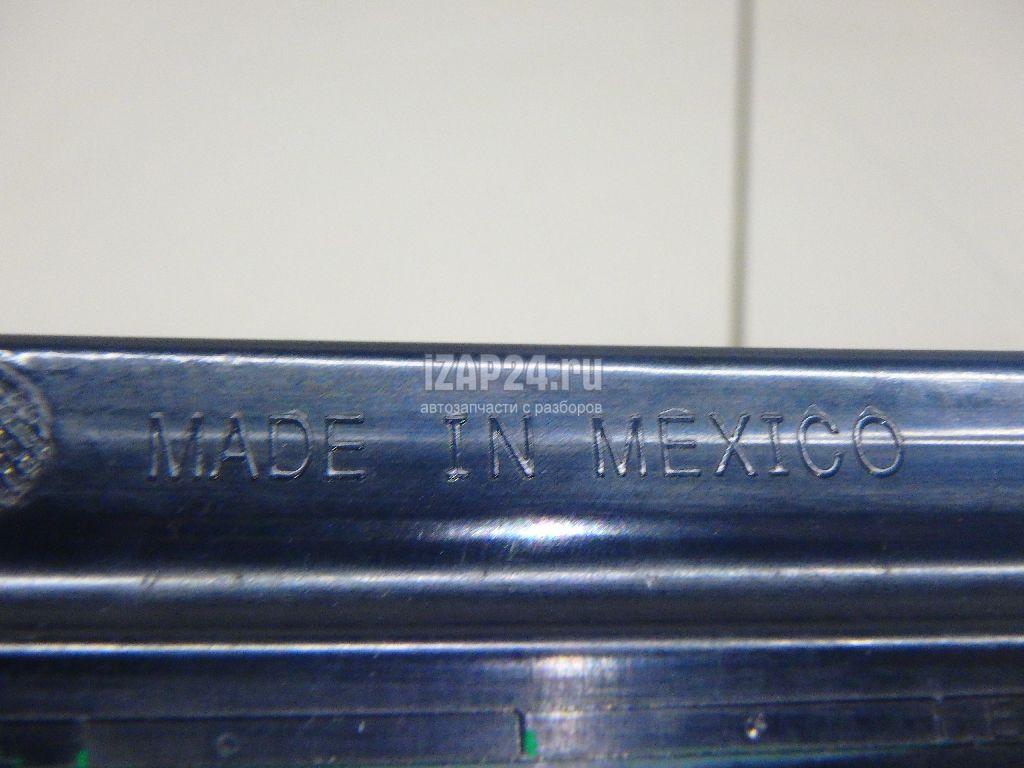 iZAP24.ru
автозапчасти с разборов
MADE IN MEXICO